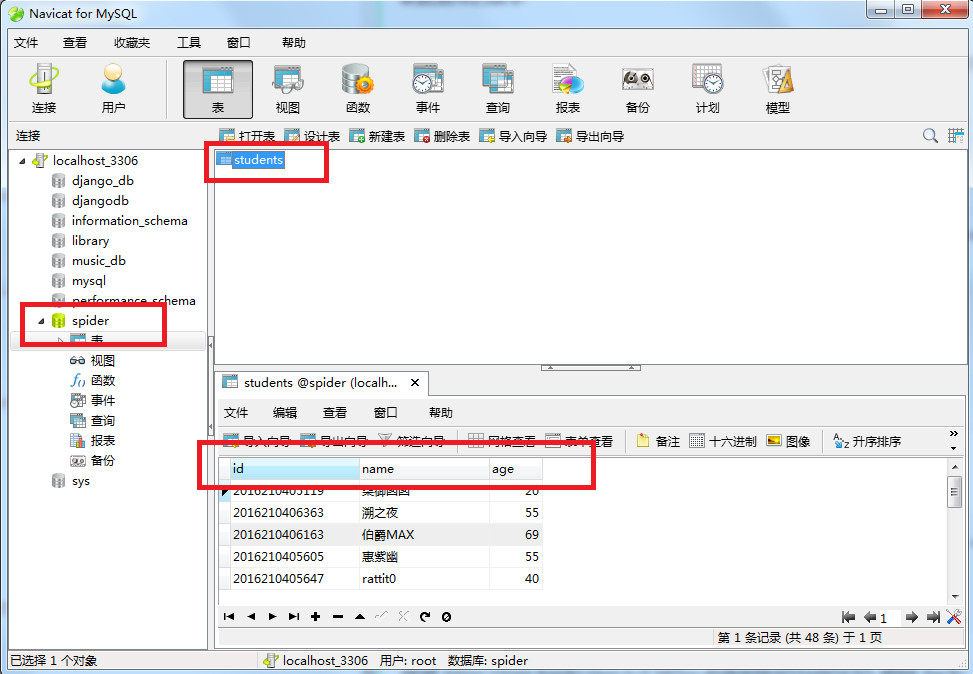 Navicat for MySQL
文件 查看 收藏夹 工具 窗口 帮助
连接 用户 表 视图 函数 事件 查询 报表 备份 计划 模型
连接 打开表 设计表 新建表 删除表 导入向导 导出向导
students
localhost_3306
django_db
djangodb
information_schema
library
music_db
mysql
performance_schema
spider
表
视图
函数
事件
查询
报表
备份
sys
students @spider (localh...
文件 编辑 查看 窗口 帮助
导入向导 导出向导 筛选向导 网格查看 表单查看 备注 十六进制 图像 升序排序
id name age
2016210405119 20
2016210406363 溯之夜 55
2016210406163 伯爵MAX 69
2016210405605 惠紫幽 55
2016210405647 rattit0 40
1
第 1 条记录 (共 48 条) 于 1 页
已选择 1 个对象 localhost_3306 用户: root 数据库: spider